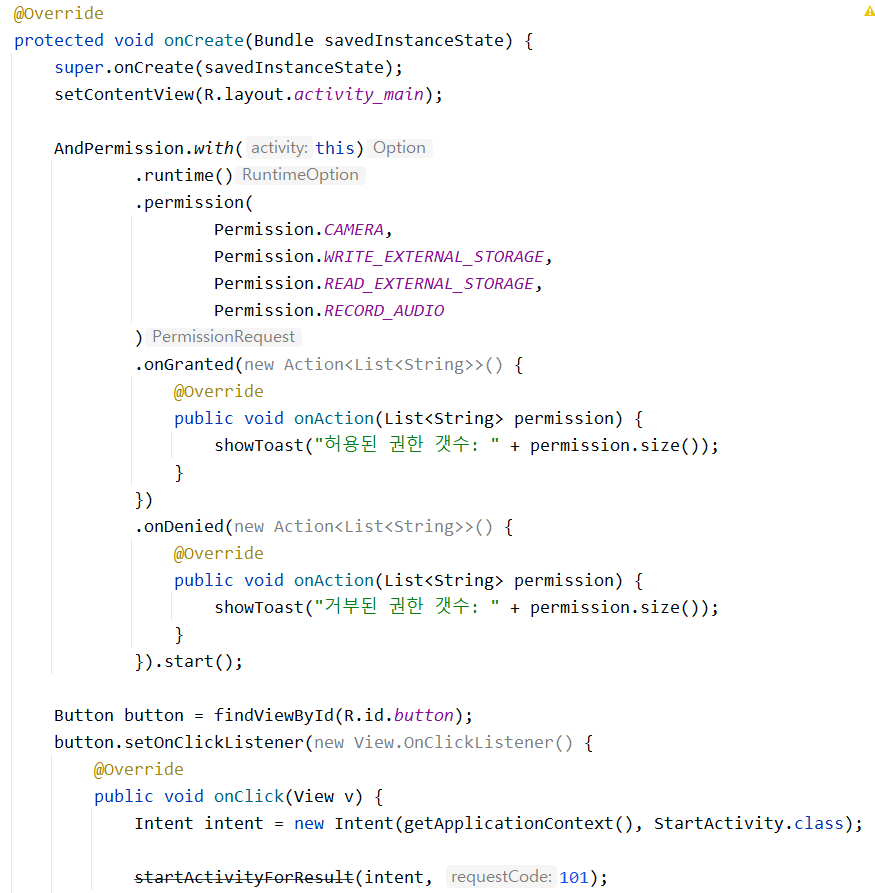 @Override
protected void onCreate(Bundle savedInstanceState) {
super.onCreate(savedInstanceState);
setContentView(R.layout.activity_main);
AndPermission.with( activity: this) Option
.runtime() RuntimeOption
.permission(
Permission.CAMERA,
Permission.WRITE_EXTERNAL_STORAGE,
Permission.READ_EXTERNAL_STORAGE,
Permission.RECORD_AUDIO
) PermissionRequest
.onGranted(new Action<List<String>>() {
@Override
public void onAction(List<String> permission) {
showToast("허용된 권한 갯수: " + permission.size());
}
})
.onDenied(new Action<List<String>>() {
@Override
public void onAction(List<String> permission) {
showToast("거부된 권한 갯수: " + permission.size());
}
}).start();
Button button = findViewById(R.id.button);
button.setOnClickListener(new View.OnClickListener() {
@Override
public void onClick(View v) {
Intent intent = new Intent(getApplicationContext(), StartActivity.class);
startActivityForResult(intent, requestCode: 101);